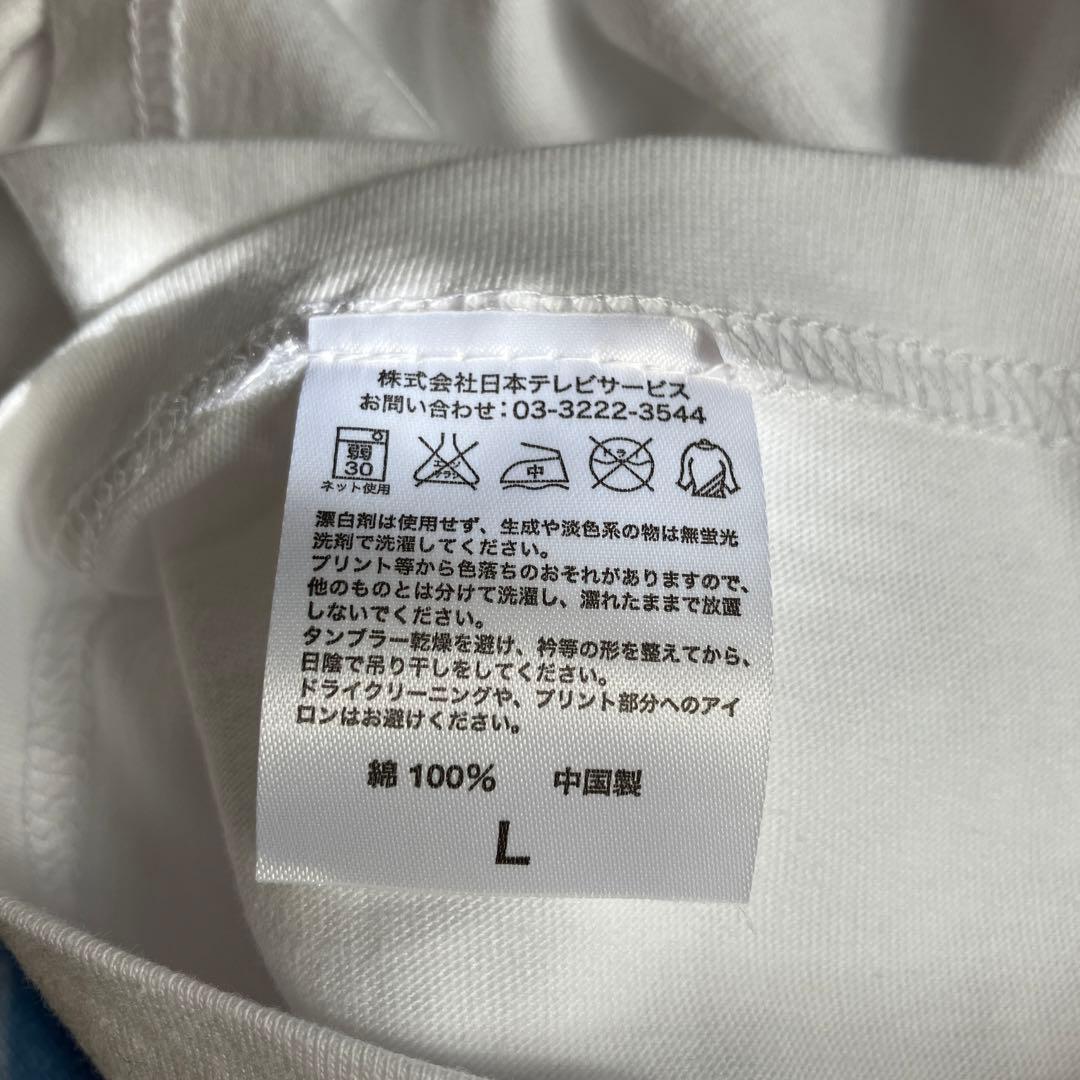 株式会社日本テレビサービス
お問い合わせ：03-3222-3544
弱
30
ネット使用
エンソ
サラシ
中
ドライ
漂白剤は使用せず、生成や淡色系の物は無蛍光
洗剤で洗濯してください。
プリント等から色落ちのおそれがありますので、
他のものとは分けて洗濯し、濡れたままで放置
しないでください。
タンブラー乾燥を避け、衿等の形を整えてから、
日陰で吊り干しをしてください。
ドライクリーニングや、プリント部分へのアイ
ロンはお避けください。
綿 100%　中国製
L